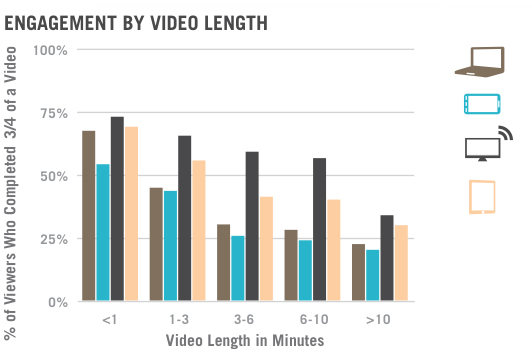 ENGAGEMENT BY VIDEO LENGTH
% of Viewers Who Completed 3/4 of a Video
100%
75%
50%
25%
0%
<1 1-3 3-6 6-10 >10
Video Length in Minutes